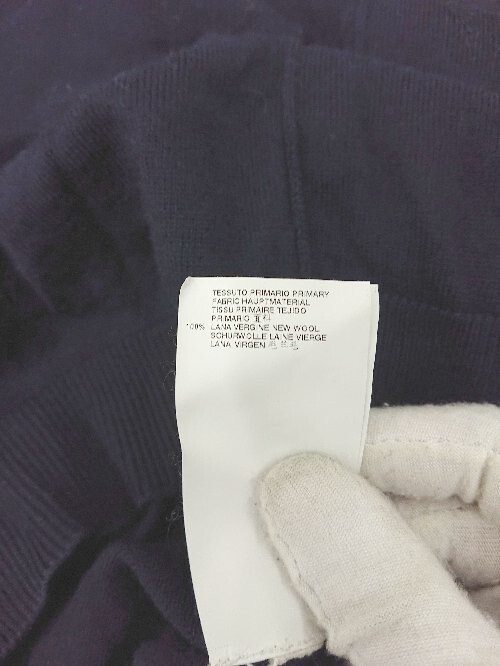 TESSUTO PRIMARIO PRIMARY
FABRIC HAUPTMATERIAL
TISSU PRIMAIRE TEJIDO
PRIMARIO
100% LANA VERGINE NEW WOOL
SCHURWOLLE LAINE VIERGE
LANA VIRGEN